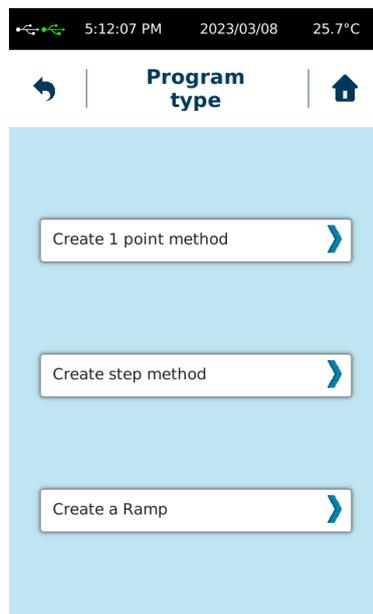 5:12:07 PM 2023/03/08 25.7°C
Program
type
Create 1 point method
Create step method
Create a Ramp